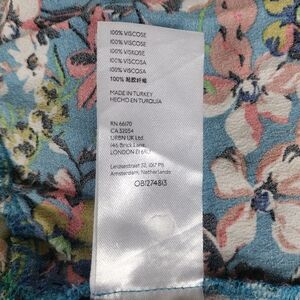 100% VISCOSE
100% VISCOSE
100% VISKOSE
100% VISCOSA
100% VISCOSA
100% 粘胶纤维
MADE IN TURKEY
HECHO EN TURQUÍA
RN 66170
CA 32054
URBN UK Ltd.
146 Brick Lane,
LONDON E1 6RU
Leidsestraat 32, 1017 PB
Amsterdam, Netherlands
OB1274813